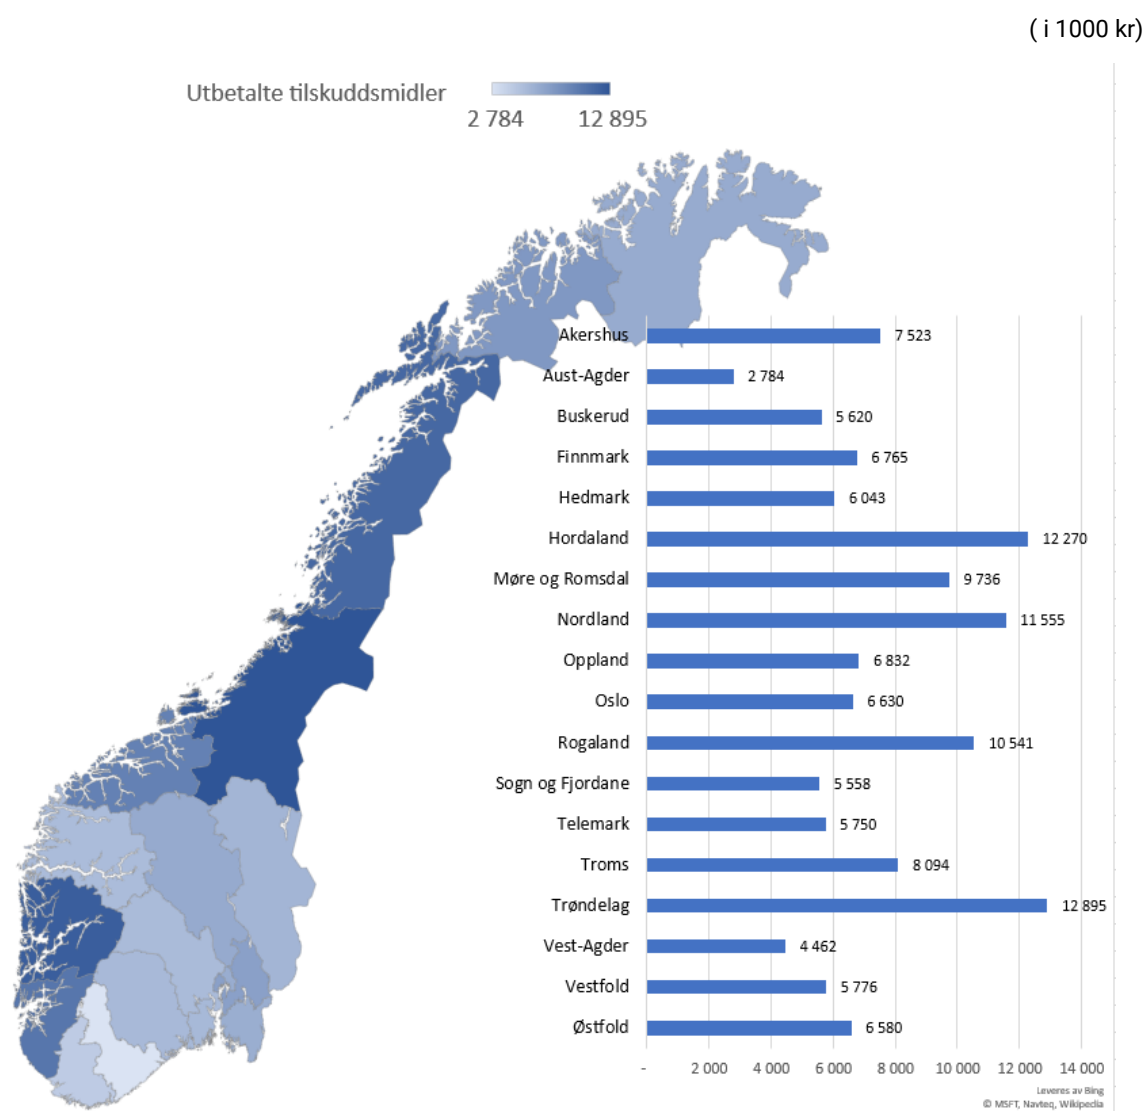 ( i 1000 kr)
Utbetalte tilskuddsmidler
2 784 12 895
Akershus 7 523
Aust-Agder 2 784
Buskerud 5 620
Finnmark 6 765
Hedmark 6 043
Hordaland 12 270
Møre og Romsdal 9 736
Nordland 11 555
Oppland 6 832
Oslo 6 630
Rogaland 10 541
Sogn og Fjordane 5 558
Telemark 5 750
Troms 8 094
Trøndelag 12 895
Vest-Agder 4 462
Vestfold 5 776
Østfold 6 580
- 2 000 4 000 6 000 8 000 10 000 12 000 14 000
Leveres av Bing
© MSFT, Navteq, Wikipedia